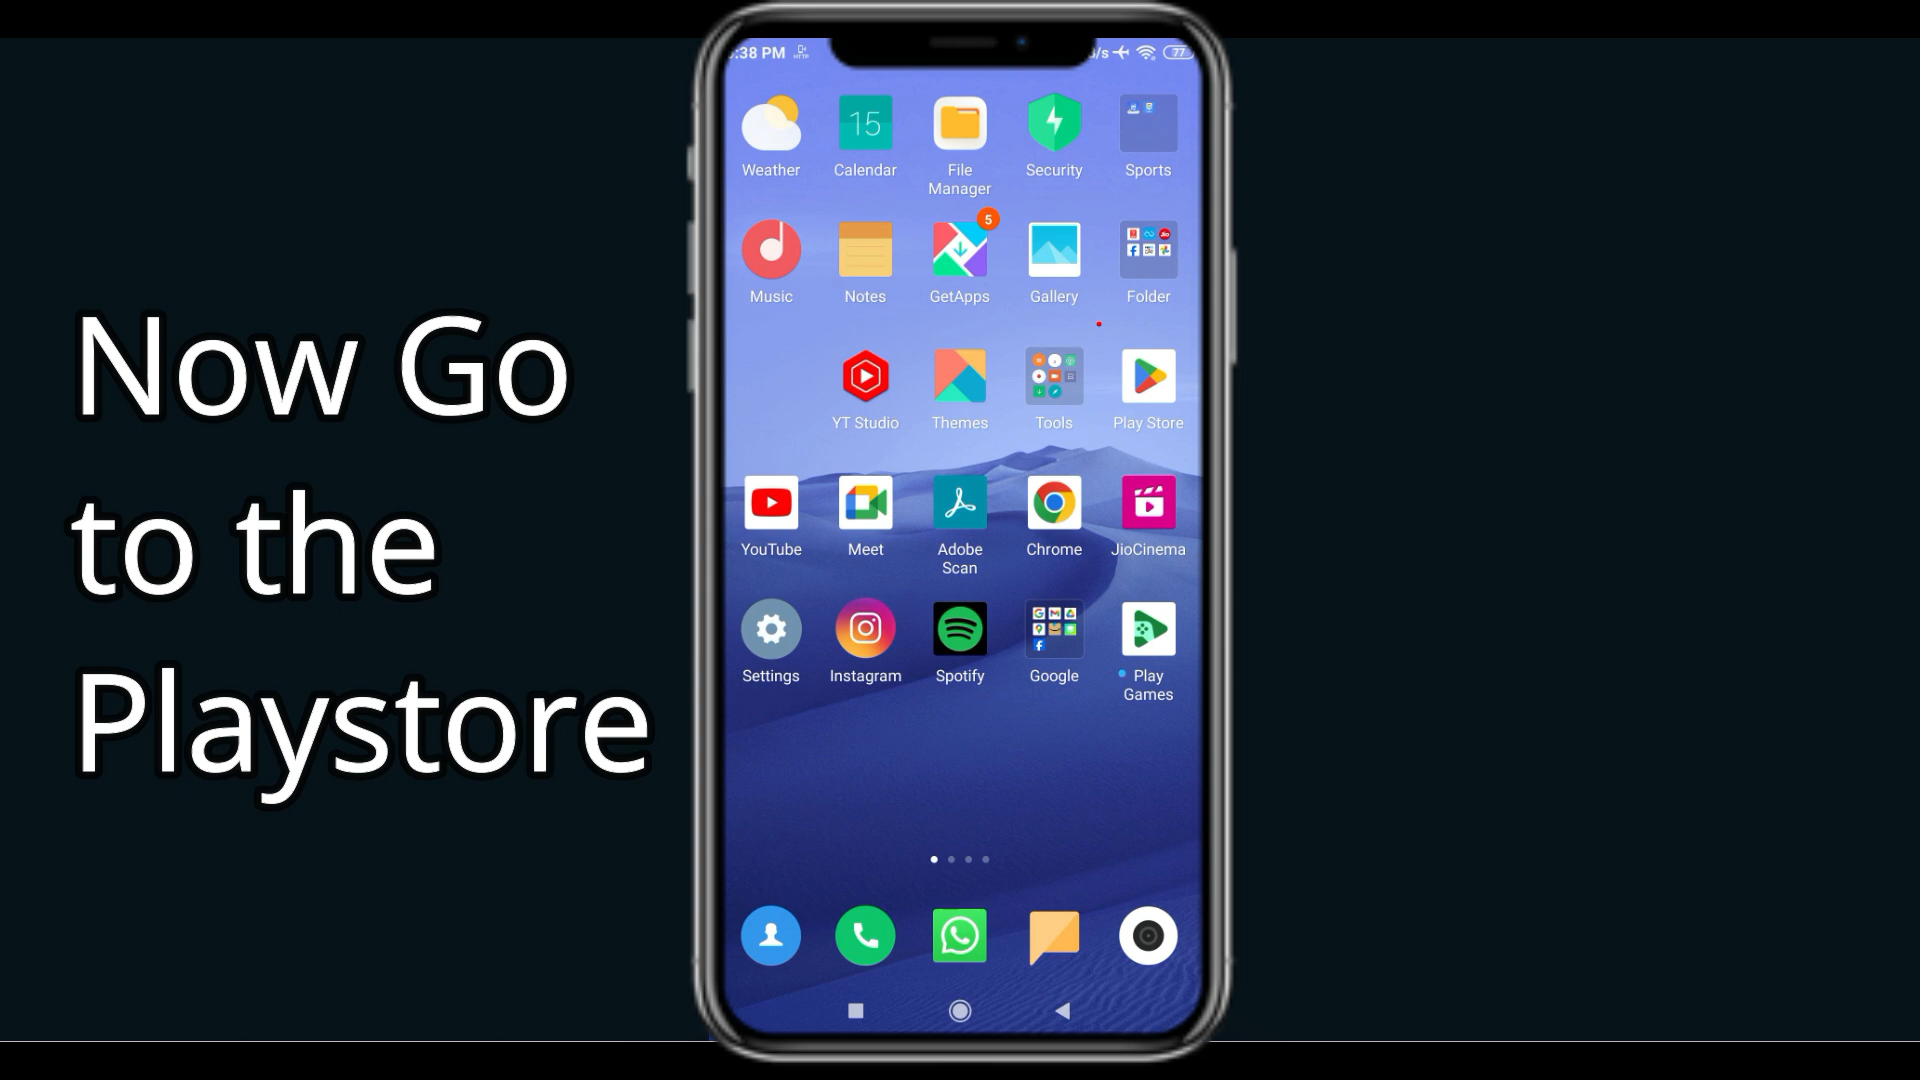 Now Go
to the
Playstore
:38 PM
/s
77
Weather
15
Calendar
File
Manager
Security
Sports
Music
Notes
5
GetApps
Gallery
Folder
YT Studio
Themes
Tools
Play Store
YouTube
Meet
Adobe
Scan
Chrome
JioCinema
Settings
Instagram
Spotify
Google
Play
Games